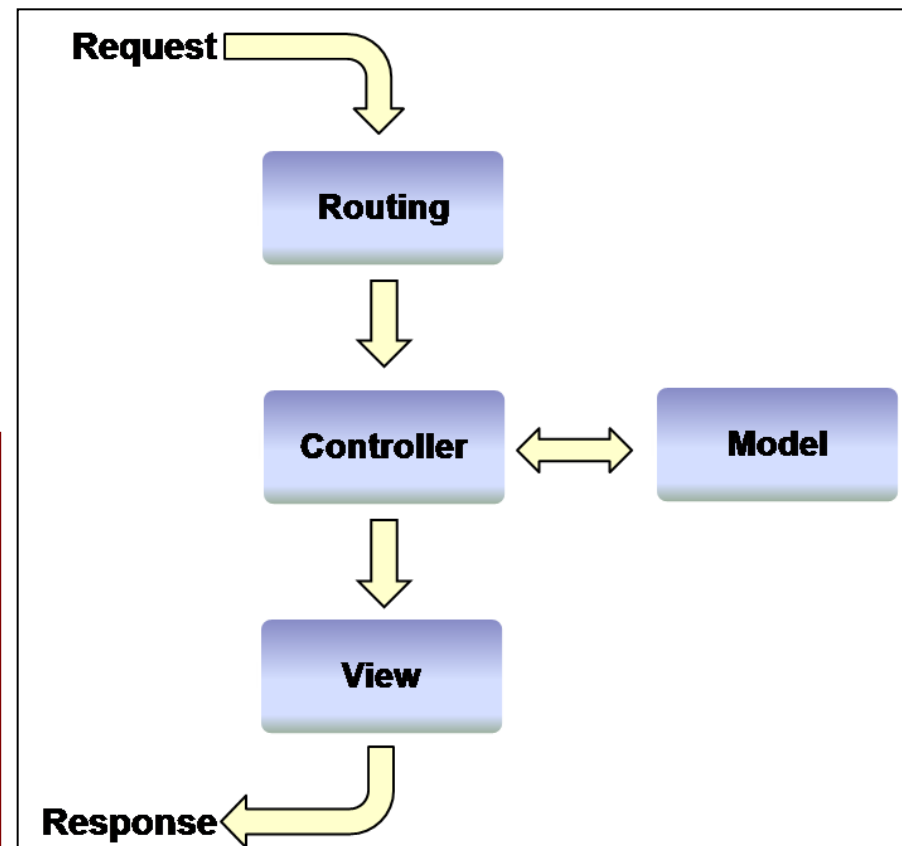 Request
Routing
Controller
Model
View
Response